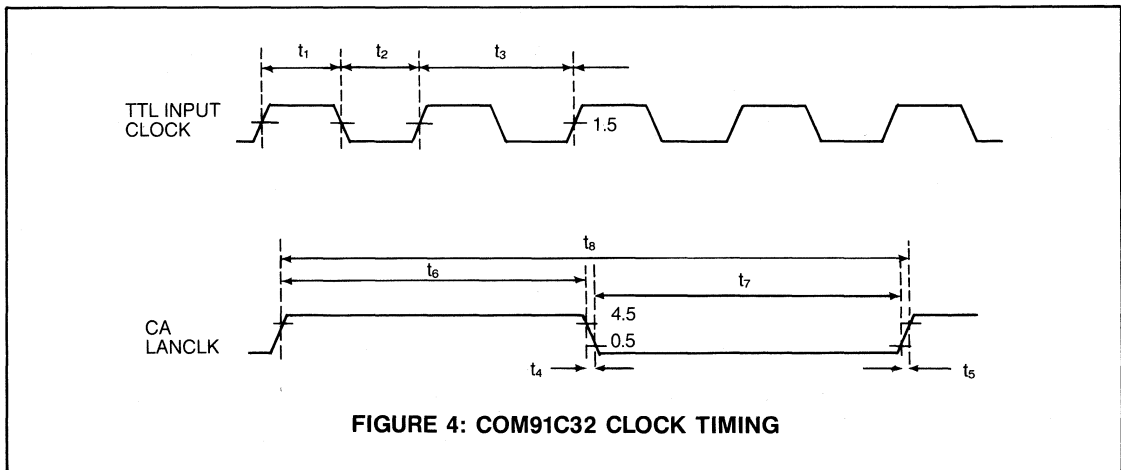 t₁ t₂ t₃
TTL INPUT
CLOCK
1.5
t₈
t₆
t₇
CA
LANCLK
4.5
0.5
t₄
t₅
FIGURE 4: COM91C32 CLOCK TIMING